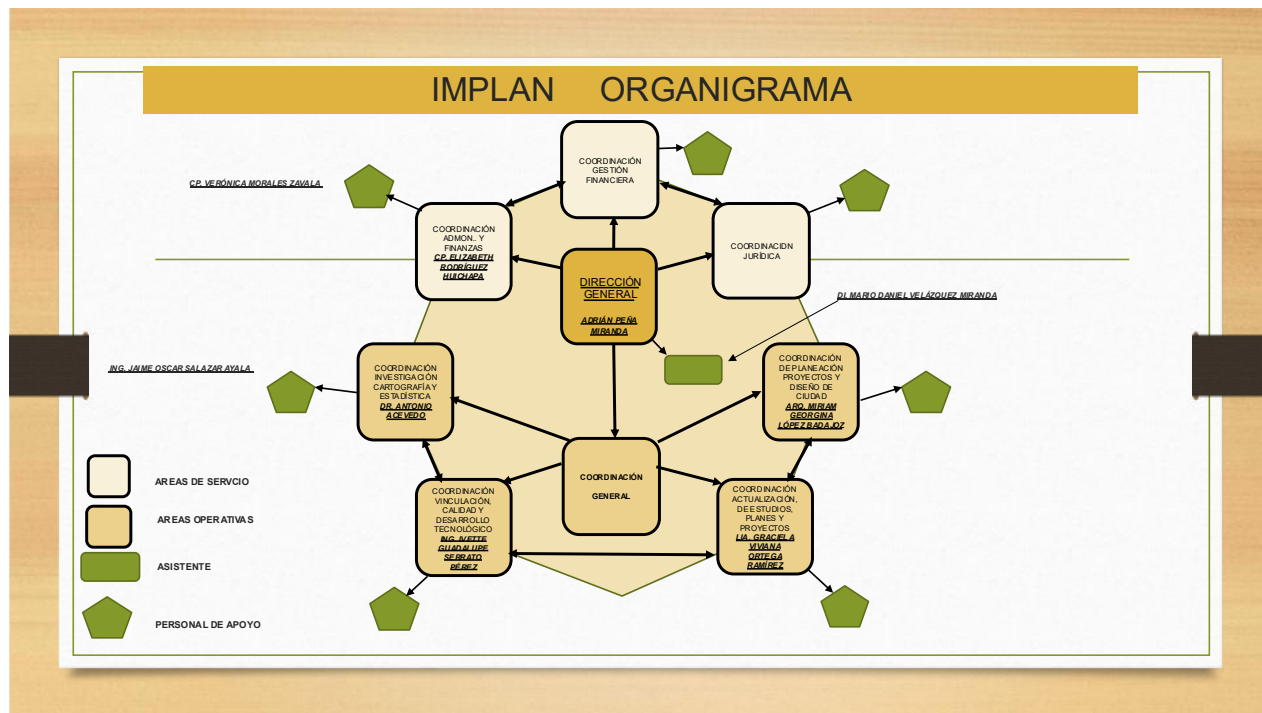 IMPLAN ORGANIGRAMA
COORDINACIÓN
GESTIÓN
FINANCIERA
CP. VERÓNICA MORALES ZAVALA
COORDINACIÓN
ADMON.. Y
FINANZAS
CP. ELIZABETH
RODRÍGUEZ
HUICHAPA
COORDINACIDN
JURÍDICA
DIRECCIÓN
GENERAL
ADRIÁN PEÑA
MIRANDA
DI. MARIO DANIEL VELÁZQUEZ MIRANDA
ING. JAIME OSCAR SALAZAR AYALA
COORDINACIÓN
INVESTIGACIÓN
CARTOGRAFÍA Y
ESTADÍSTICA
DR. ANTONIO
ACEVEDO
COORDINACIÓN
DE PLANEACIÓN
PROYECTOS Y
DISEÑO DE
CIUDAD
ARQ. MIRIAM
GEORGINA
LÓPEZ BADAJOZ
COORDINACIÓN
GENERAL
COORDINACIÓN
VINCULACIÓN,
CALIDAD Y
DESARROLLO
TECNOLÓGICO
ING. IVETTE
GUADALUPE
SERRATO
PÉREZ
COORDINACIÓN
ACTUALIZACIÓN,
DE ESTUDIOS,
PLANES Y
PROYECTOS
LIA. GRACIELA
VIVIANA
ORTEGA
RAMÍREZ
AREAS DE SERVCIO
AREAS OPERATIVAS
ASISTENTE
PERSONAL DE APOYO